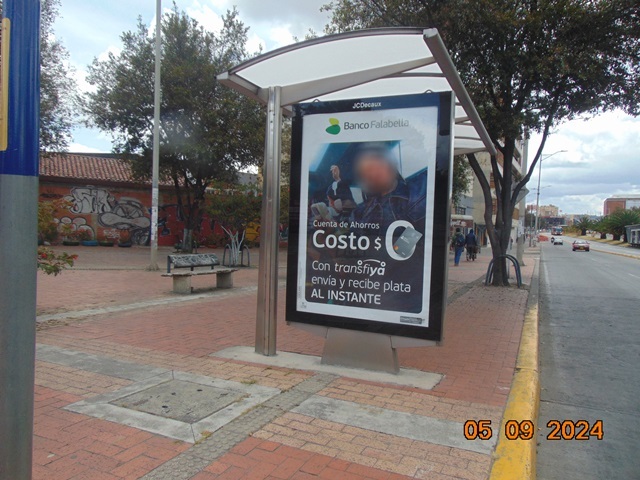 JCDecaux
Banco Falabella
Cuenta de Ahorros
Costo $0
Con transfiYa
envía y recibe plata
AL INSTANTE
05 09 2024